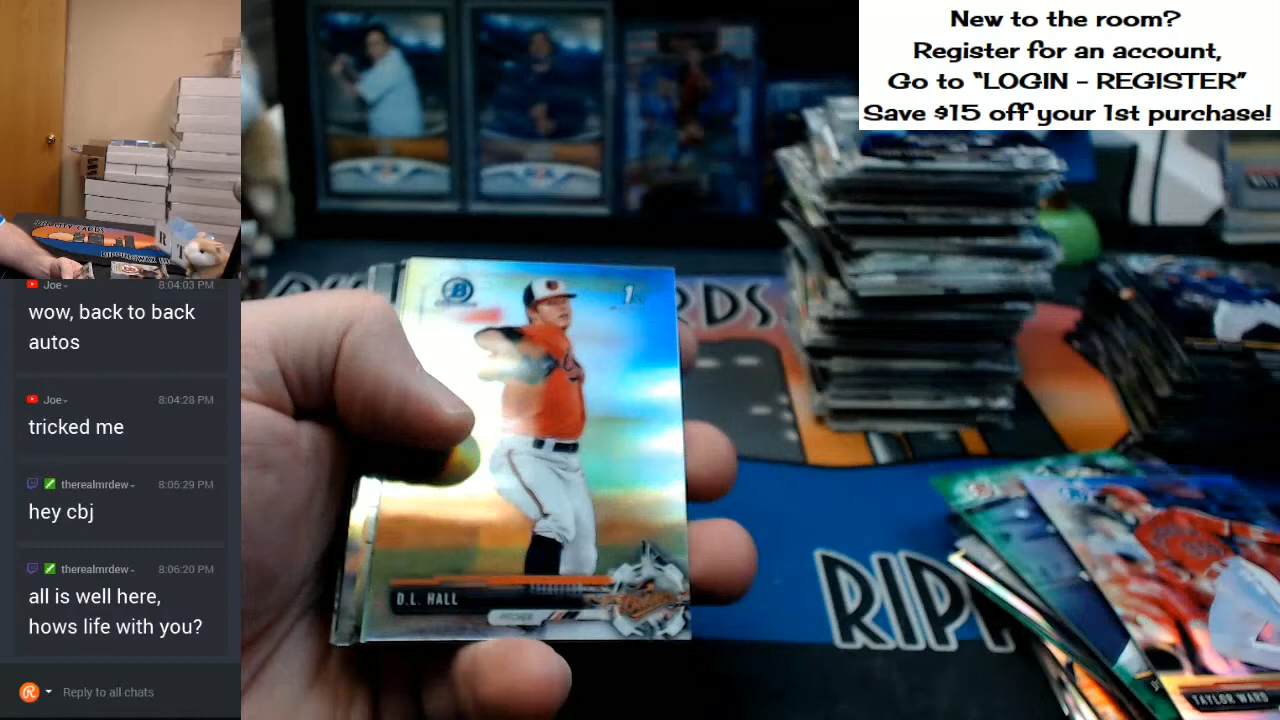 New to the room?
Register for an account,
Go to “LOGIN - REGISTER”
Save $15 off your 1st purchase!
Joe
8:04:03 PM
wow, back to back
autos
Joe
8:04:28 PM
tricked me
therealmrdew
8:05:29 PM
hey cbj
therealmrdew
8:06:20 PM
all is well here,
hows life with you?
Reply to all chats
B
1st
D.L. HALL
PITCHER
RIPP
CARDS
TAYLOR WARD